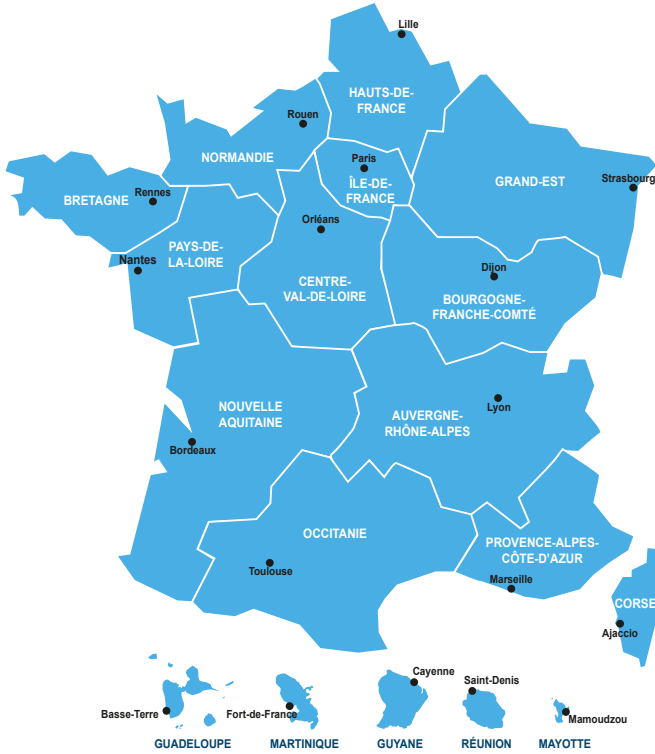 Lille
HAUTS-DE-
FRANCE
Rouen
NORMANDIE
Paris
ÎLE-DE-
FRANCE
GRAND-EST
Strasbourg
BRETAGNE
Rennes
Orléans
PAYS-DE-
LA-LOIRE
Nantes
CENTRE-
VAL-DE-LOIRE
Dijon
BOURGOGNE-
FRANCHE-COMTÉ
NOUVELLE
AQUITAINE
Bordeaux
AUVERGNE-
RHÔNE-ALPES
Lyon
OCCITANIE
Toulouse
PROVENCE-ALPES-
CÔTE-D'AZUR
Marseille
CORSE
Ajaccio
Cayenne
Saint-Denis
Basse-Terre
Fort-de-France
Mamoudzou
GUADELOUPE
MARTINIQUE
GUYANE
RÉUNION
MAYOTTE